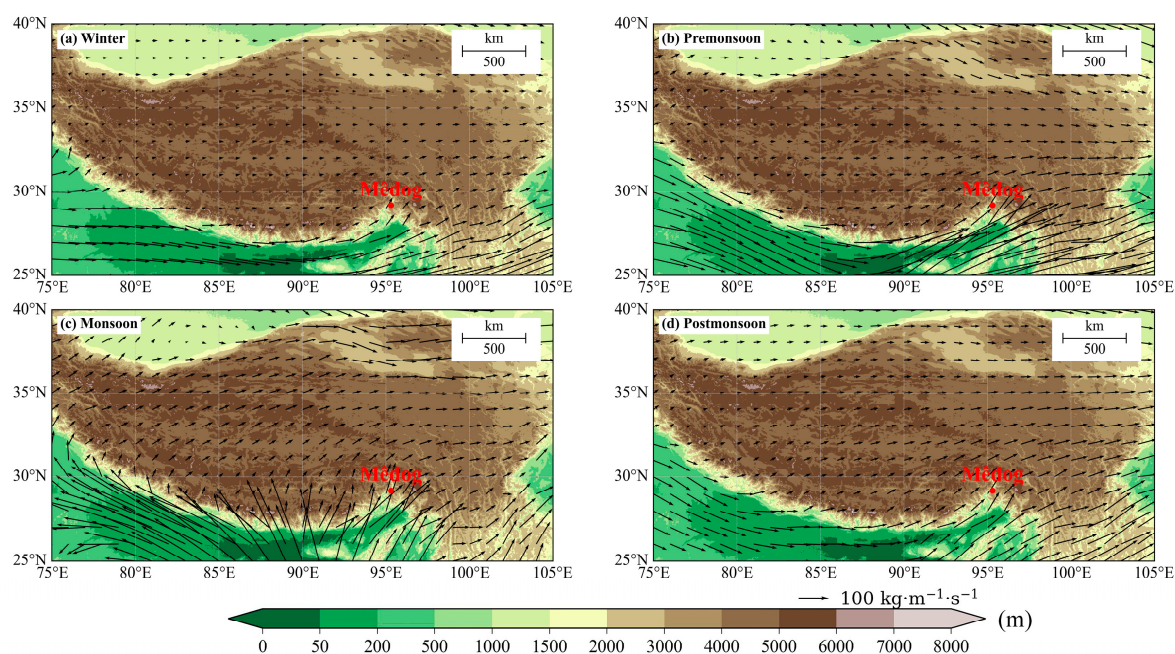 40°N
(a) Winter
km
500
35°N
30°N
Mêdog
25°N
75°E 80°E 85°E 90°E 95°E 100°E 105°E
40°N
(b) Premonsoon
km
500
35°N
30°N
Mêdog
25°N
75°E 80°E 85°E 90°E 95°E 100°E 105°E
40°N
(c) Monsoon
km
500
35°N
30°N
Mêdog
25°N
75°E 80°E 85°E 90°E 95°E 100°E 105°E
40°N
(d) Postmonsoon
km
500
35°N
30°N
Mêdog
25°N
75°E 80°E 85°E 90°E 95°E 100°E 105°E
100 kg·m⁻¹·s⁻¹
(m)
0 50 200 500 1000 1500 2000 3000 4000 5000 6000 7000 8000